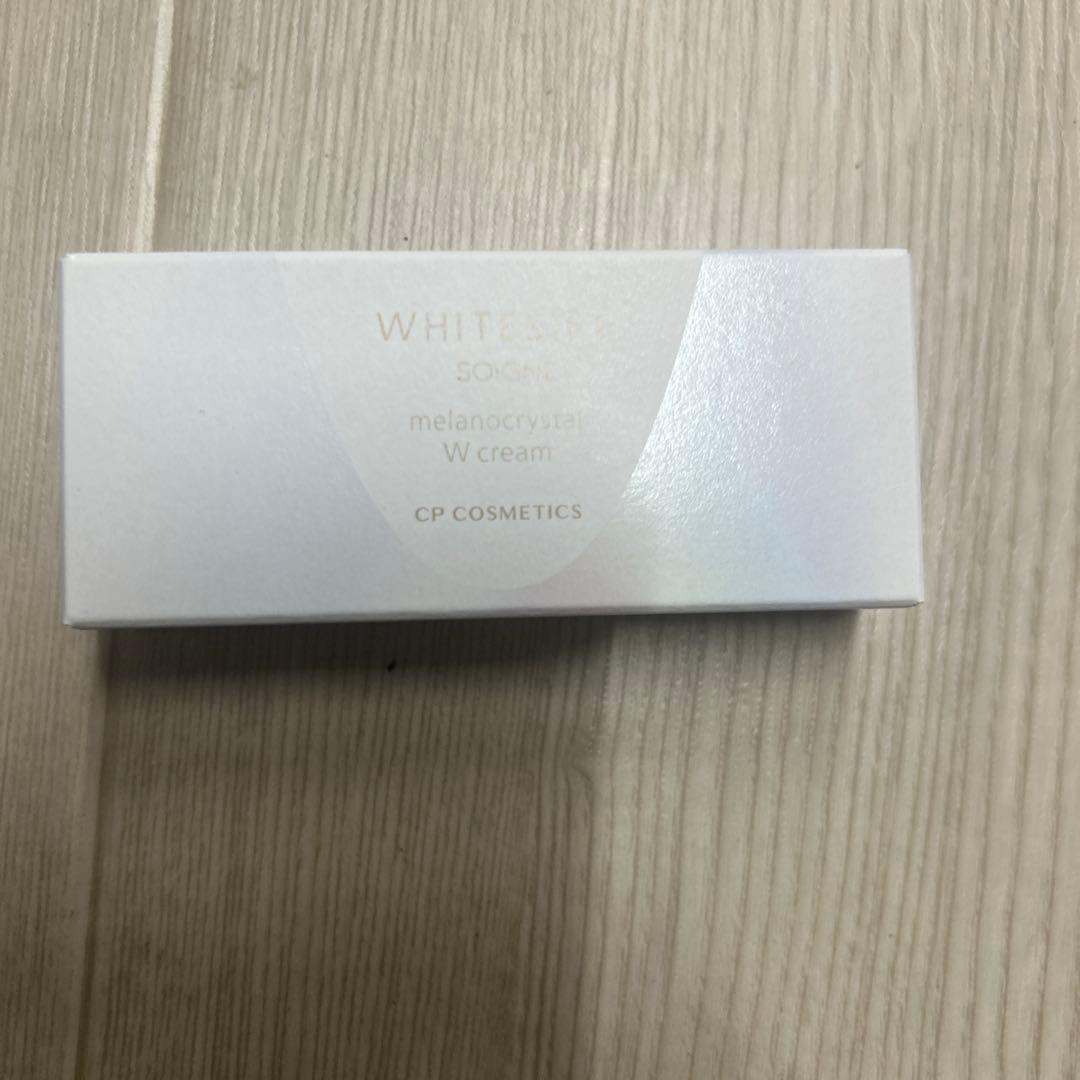 SOIGNE
melanocrystal
W cream
CP COSMETICS